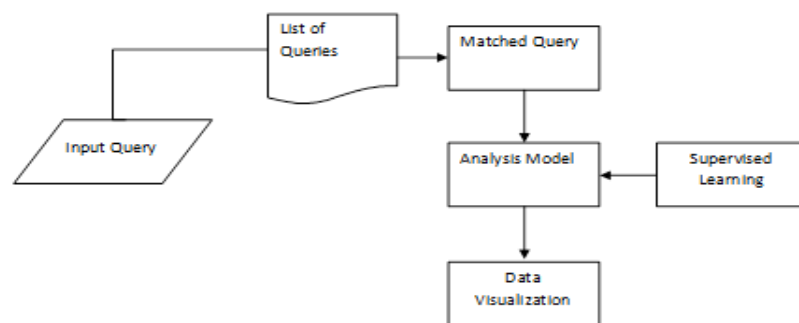 List of
Queries
Matched Query
Input Query
Analysis Model
Supervised
Learning
Data
Visualization